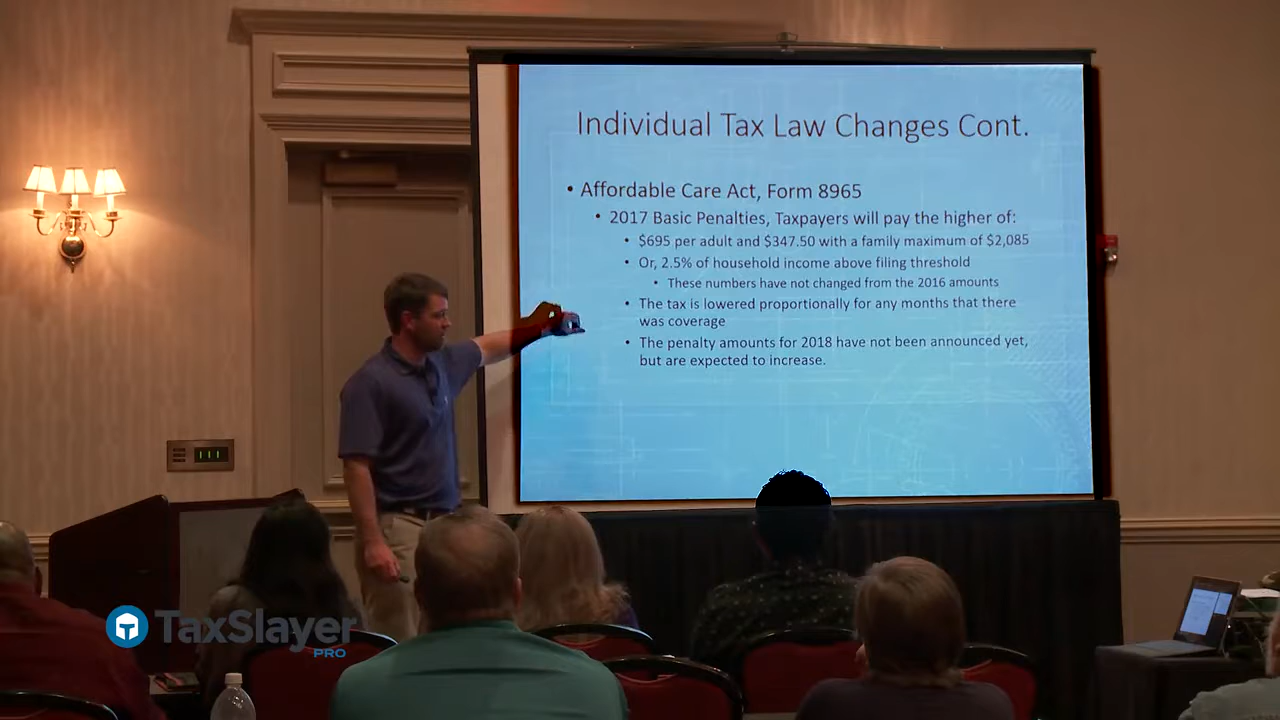 Individual Tax Law Changes Cont.
• Affordable Care Act, Form 8965
• 2017 Basic Penalties, Taxpayers will pay the higher of:
• $695 per adult and $347.50 with a family maximum of $2,085
• Or, 2.5% of household income above filing threshold
• These numbers have not changed from the 2016 amounts
• The tax is lowered proportionally for any months that there
was coverage
• The penalty amounts for 2018 have not been announced yet,
but are expected to increase.
TaxSlayer
PRO